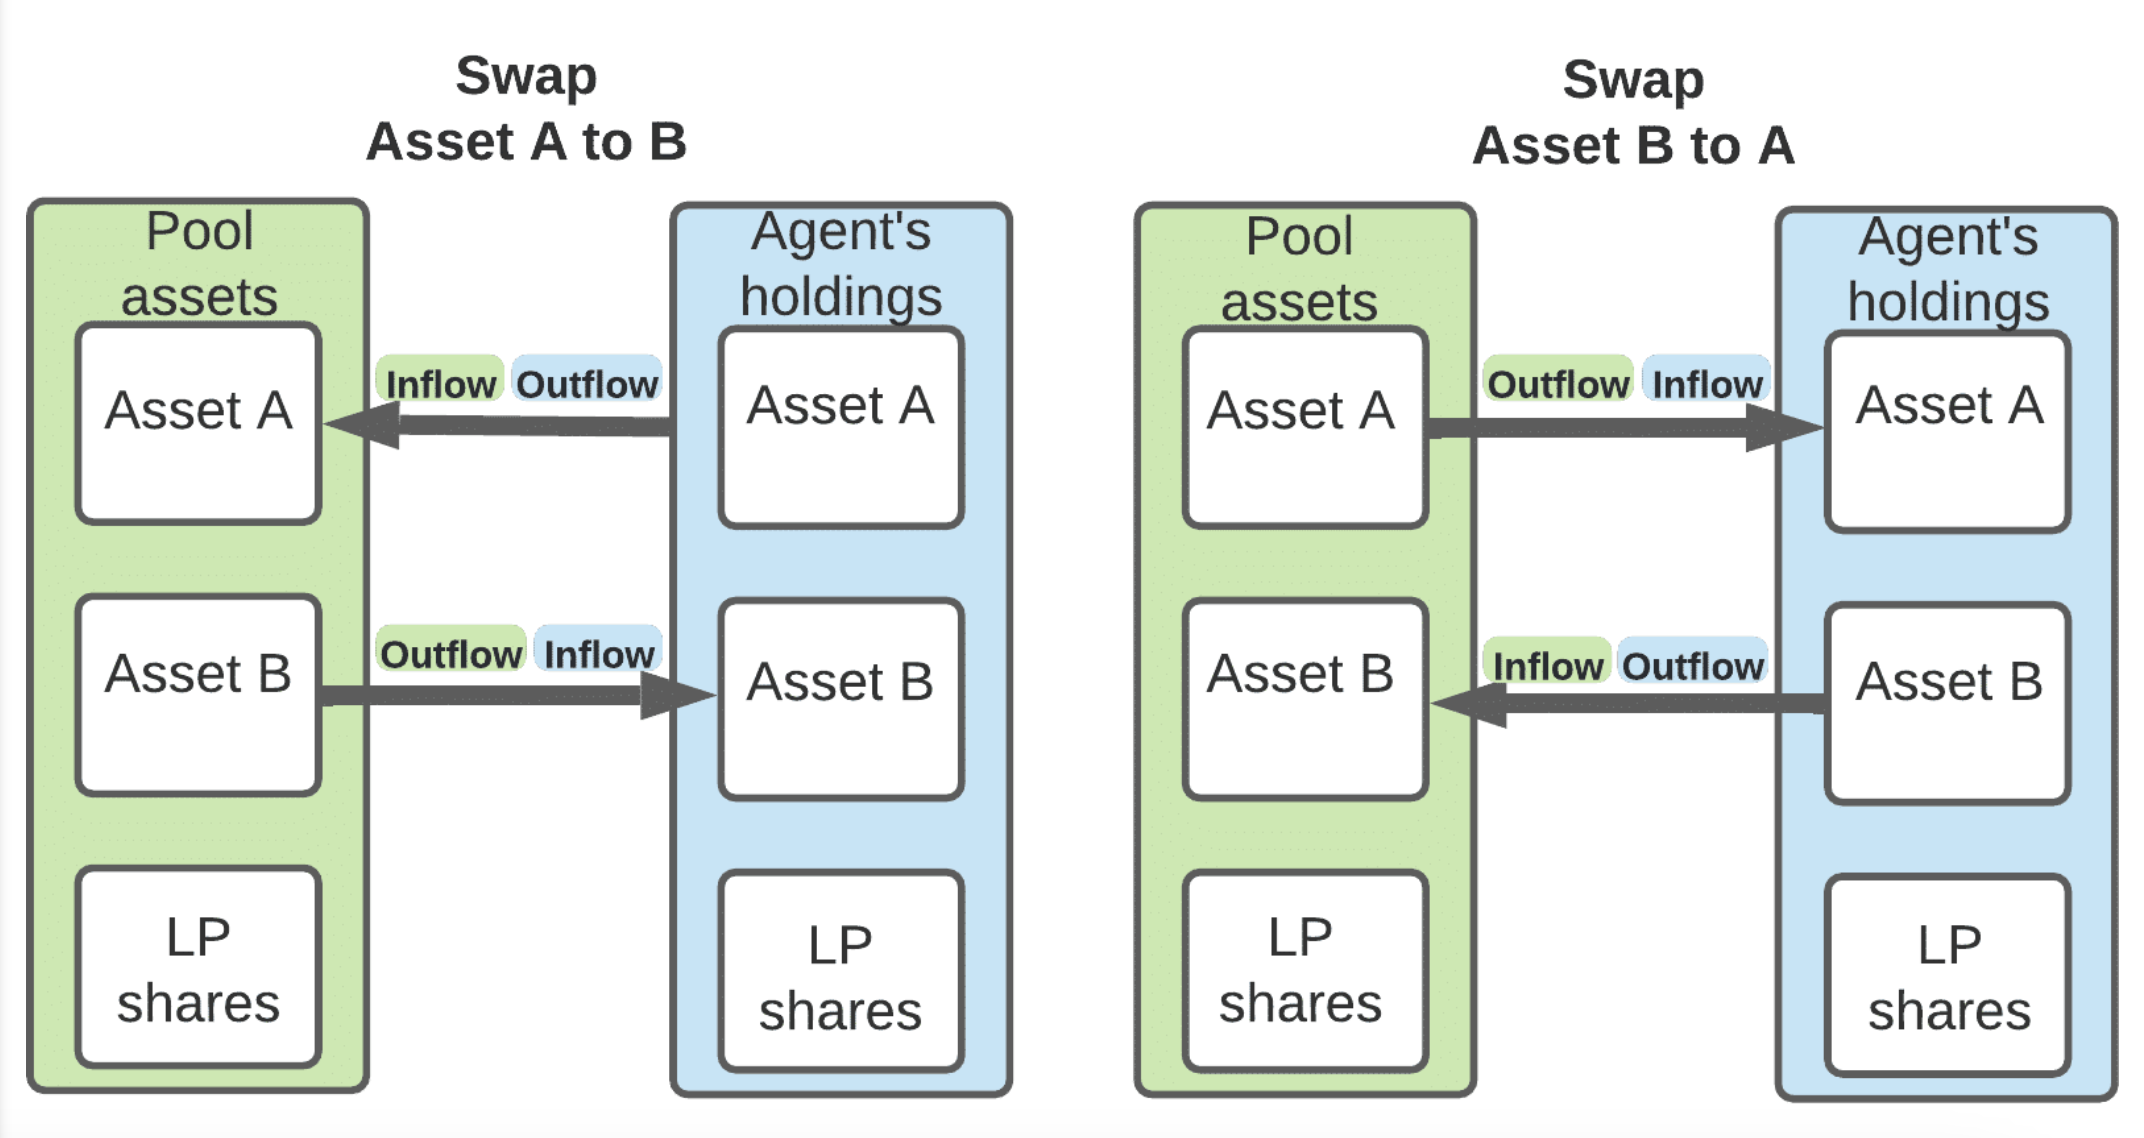 Swap
Asset A to B
Pool
assets
Agent's
holdings
Asset A
Inflow Outflow
Asset A
Asset B
Outflow Inflow
Asset B
LP
shares
LP
shares
Swap
Asset B to A
Pool
assets
Agent's
holdings
Asset A
Outflow Inflow
Asset A
Asset B
Inflow Outflow
Asset B
LP
shares
LP
shares